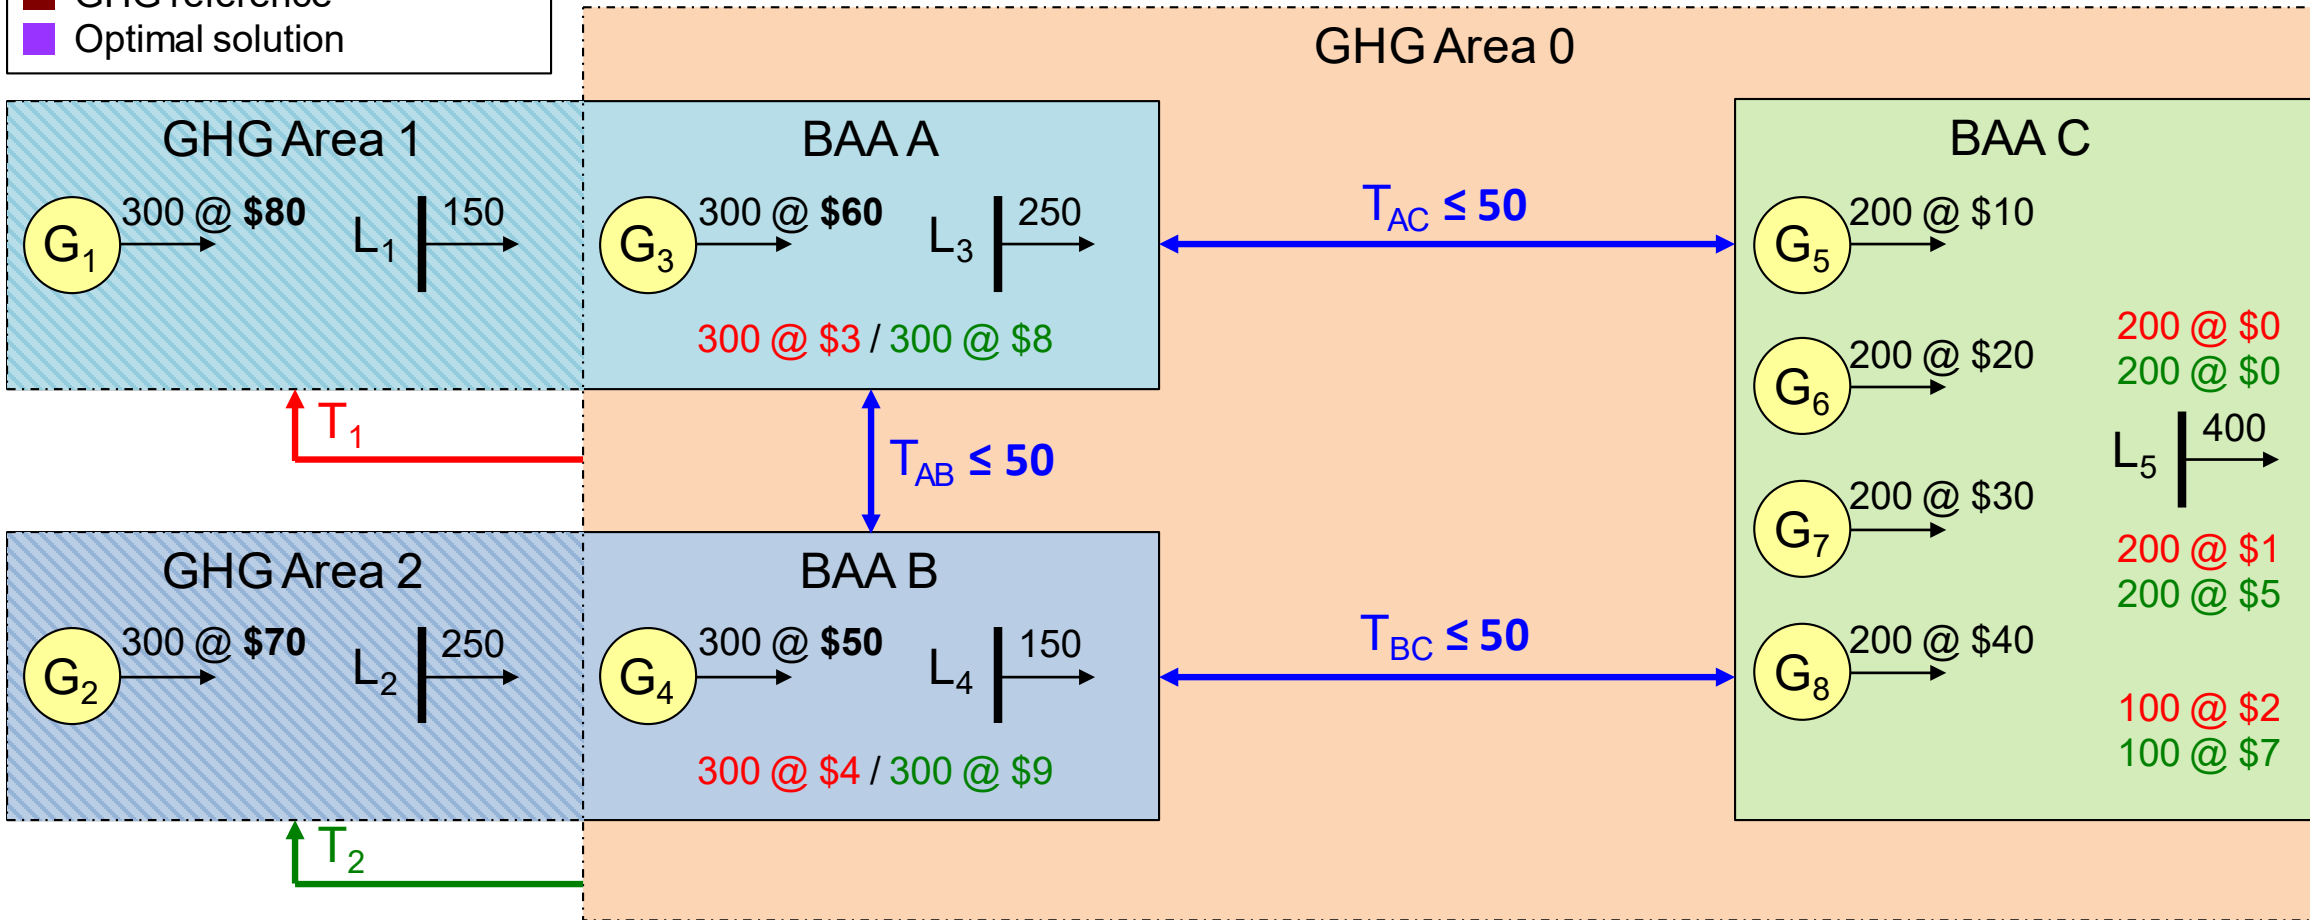 GHG reference
Optimal solution
GHG Area 0
GHG Area 1
G1 300 @ $80 L1 150
BAA A
G3 300 @ $60 L3 250
300 @ $3 / 300 @ $8
TAC ≤ 50
BAA C
G5 200 @ $10
200 @ $0
G6 200 @ $20
200 @ $0
L5 400
G7 200 @ $30
200 @ $1
200 @ $5
G8 200 @ $40
100 @ $2
100 @ $7
T1
TAB ≤ 50
GHG Area 2
G2 300 @ $70 L2 250
BAA B
G4 300 @ $50 L4 150
300 @ $4 / 300 @ $9
TBC ≤ 50
T2